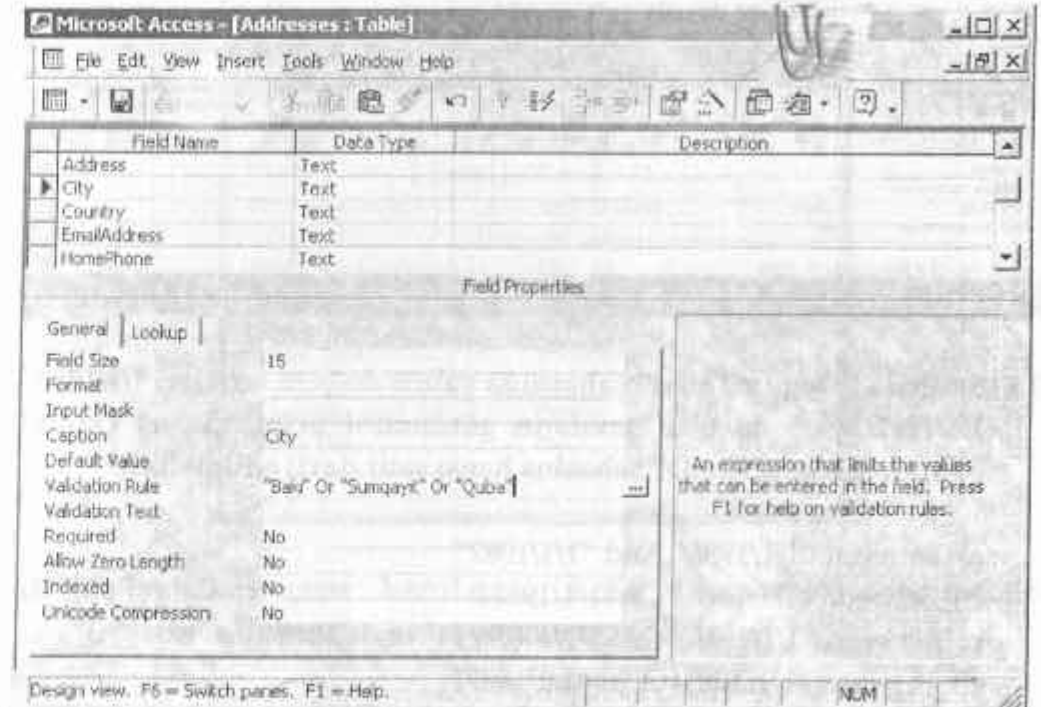 Microsoft Access - [Addresses : Table]
File Edit View Insert Tools Window Help
Field Name Data Type Description
Address Text
City Text
Country Text
EmailAddress Text
HomePhone Text
Field Properties
General Lookup
Field Size 15
Format
Input Mask
Caption City
Default Value
Validation Rule "Baki" Or "Sumqayit" Or "Quba" ...
Validation Text
Required No
Allow Zero Length No
Indexed No
Unicode Compression No
An expression that limits the values
that can be entered in the field. Press
F1 for help on validation rules.
Design view. F6 = Switch panes. F1 = Help. NUM